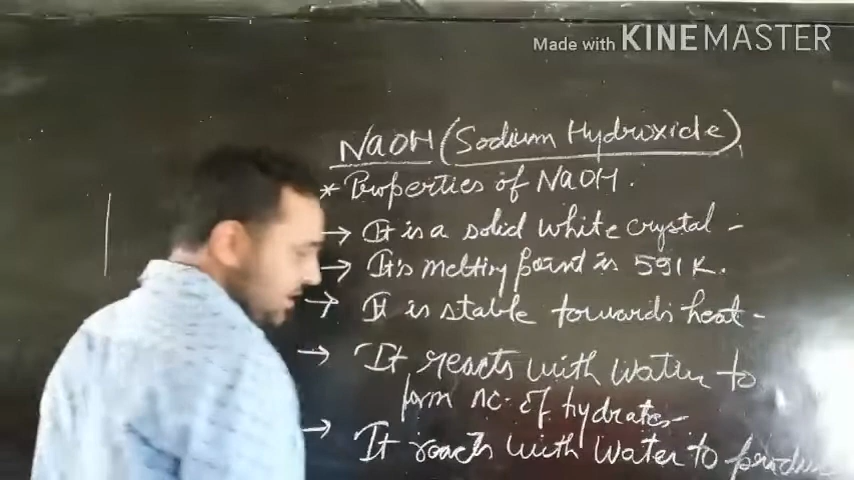 Made with KINEMASTER
NaOH (Sodium Hydroxide)
* Properties of NaOH.
→ It is a solid white crystal -
→ It's melting point is 591K.
→ It is stable towards heat -
→ It reacts with water to
form no. of hydrates -
→ It reacts with water to